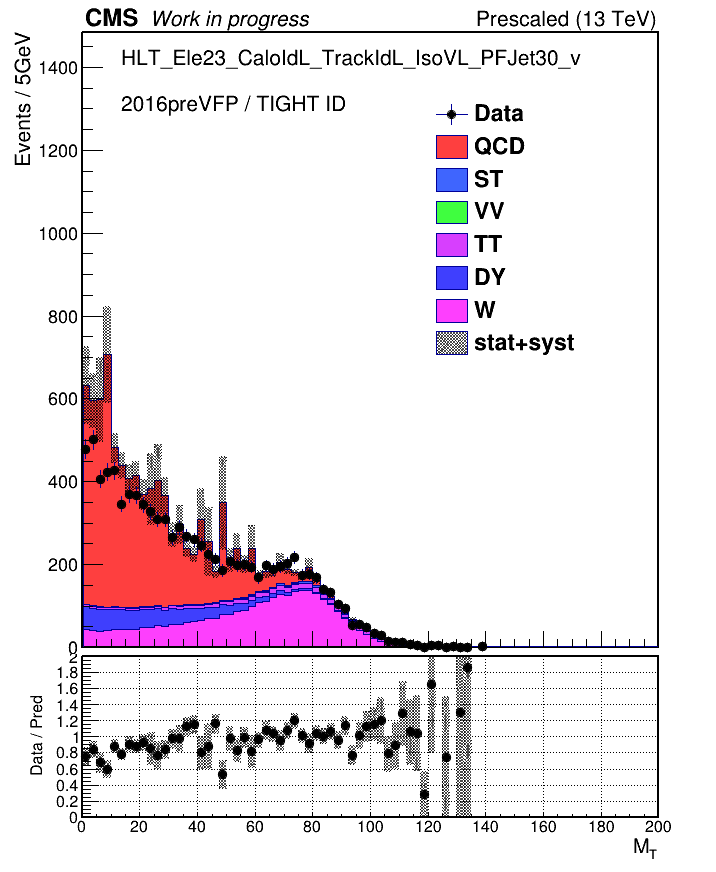 CMS Work in progress Prescaled (13 TeV)
HLT_Ele23_CaloIdL_TrackIdL_IsoVL_PFJet30_v
2016preVFP / TIGHT ID
Events / 5GeV
1400
1200
1000
800
600
400
200
0
Data
QCD
ST
VV
TT
DY
W
stat+syst
Data / Pred
2
1.8
1.6
1.4
1.2
1
0.8
0.6
0.4
0.2
0
0 20 40 60 80 100 120 140 160 180 200
M_T